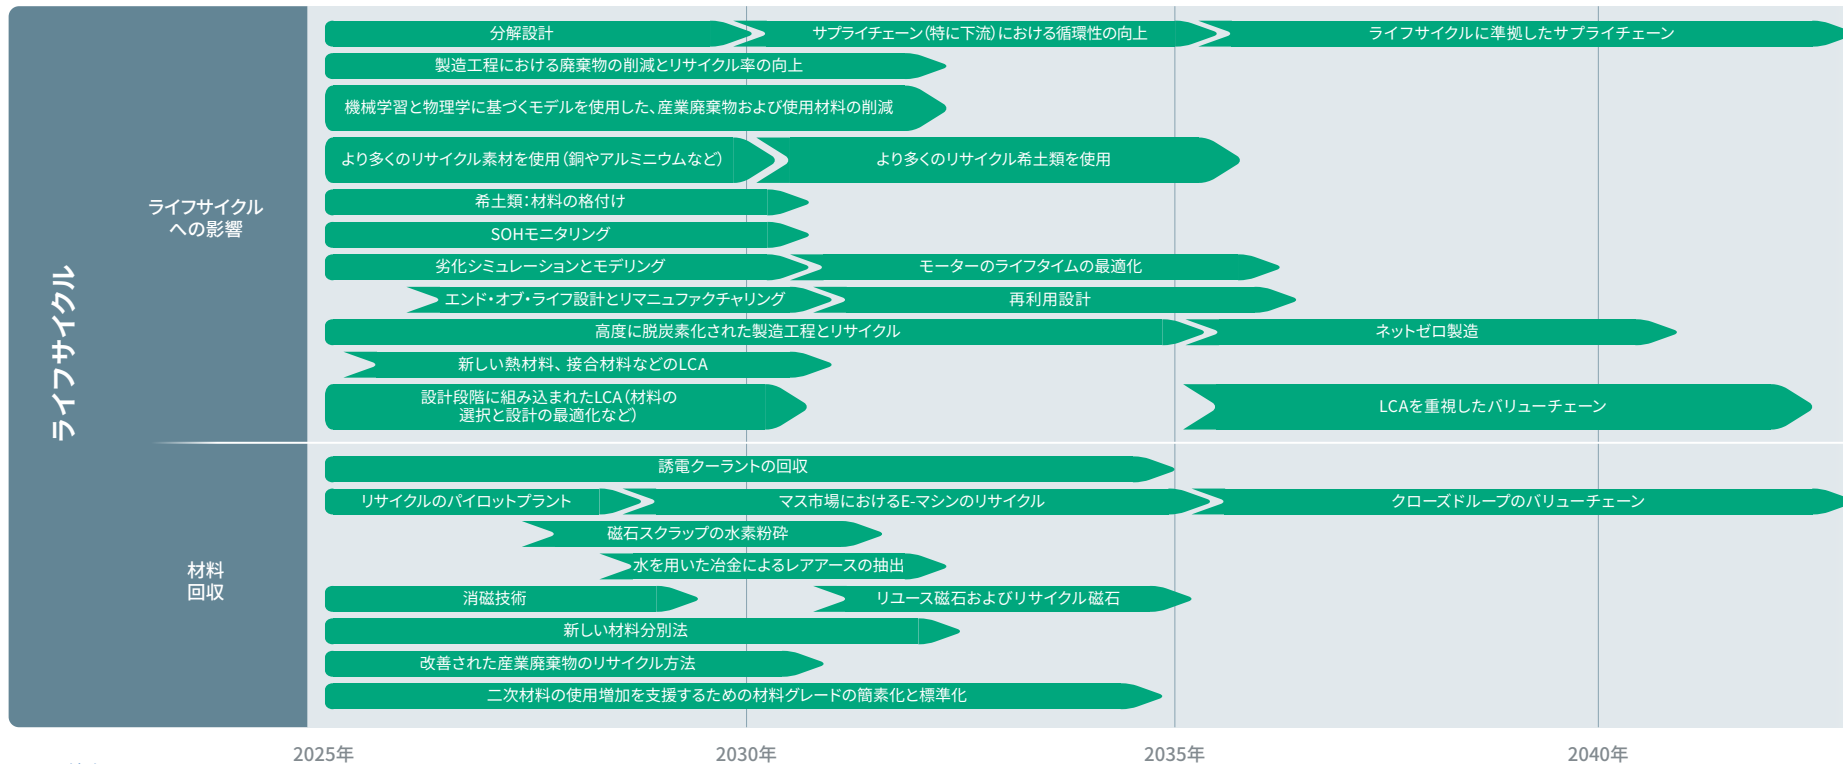 ライフサイクル
ライフサイクル
への影響
分解設計
サプライチェーン（特に下流）における循環性の向上
ライフサイクルに準拠したサプライチェーン
製造工程における廃棄物の削減とリサイクル率の向上
機械学習と物理学に基づくモデルを使用した、産業廃棄物および使用材料の削減
より多くのリサイクル素材を使用（銅やアルミニウムなど）
より多くのリサイクル希土類を使用
希土類：材料の格付け
SOHモニタリング
劣化シミュレーションとモデリング
モーターのライフタイムの最適化
エンド・オブ・ライフ設計とリマニュファクチャリング
再利用設計
高度に脱炭素化された製造工程とリサイクル
ネットゼロ製造
新しい熱材料、接合材料などのLCA
設計段階に組み込まれたLCA（材料の
選択と設計の最適化など）
LCAを重視したバリューチェーン
材料
回収
誘電クーラントの回収
リサイクルのパイロットプラント
マス市場におけるE-マシンのリサイクル
クローズドループのバリューチェーン
磁石スクラップの水素粉砕
水を用いた冶金によるレアアースの抽出
消磁技術
リユース磁石およびリサイクル磁石
新しい材料分別法
改善された産業廃棄物のリサイクル方法
二次材料の使用増加を支援するための材料グレードの簡素化と標準化
2025年
2030年
2035年
2040年